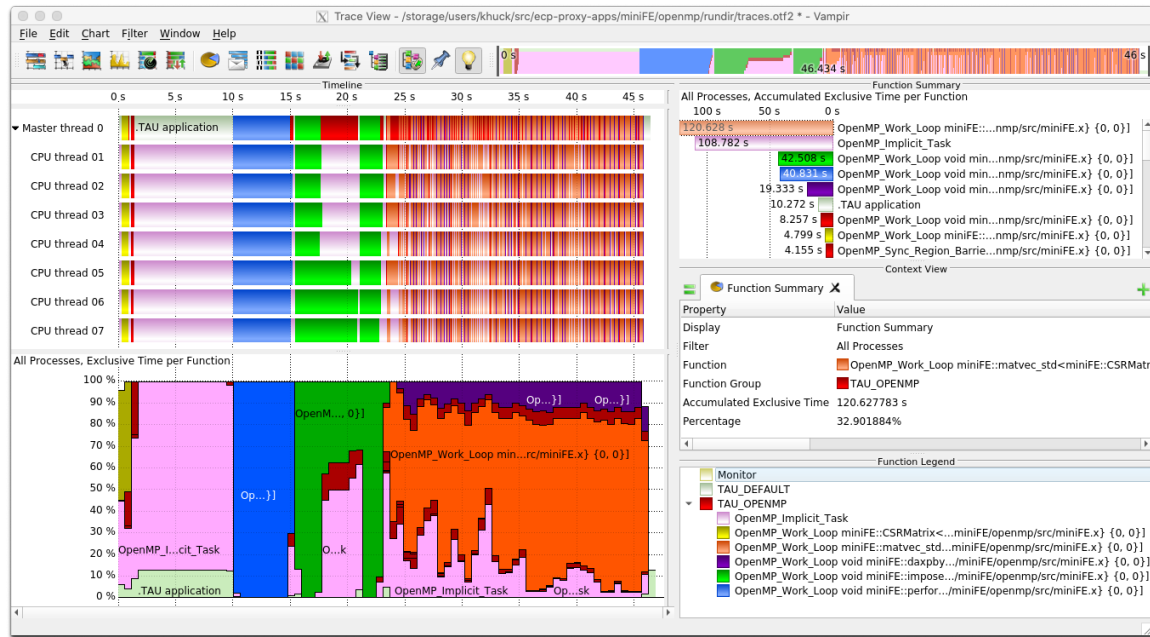 Trace View - /storage/users/khuck/src/ecp-proxy-apps/miniFE/openmp/rundir/traces.otf2 * - Vampir
File Edit Chart Filter Window Help
0 s 46.434 s 46 s
Timeline
0 s 5 s 10 s 15 s 20 s 25 s 30 s 35 s 40 s 45 s
Master thread 0 .TAU application
CPU thread 01
CPU thread 02
CPU thread 03
CPU thread 04
CPU thread 05
CPU thread 06
CPU thread 07
All Processes, Exclusive Time per Function
100 %
90 % Op...}] Op...}]
80 % OpenM..., 0}]
70 %
60 % OpenMP_Work_Loop min...rc/miniFE.x} {0, 0}]
50 % Op...}]
40 %
30 %
20 % OpenMP_I...cit_Task O...k
10 %
0 % .TAU application OpenMP_Implicit_Task Op...sk
Function Summary
All Processes, Accumulated Exclusive Time per Function
100 s 50 s 0 s
120.628 s OpenMP_Work_Loop miniFE::...nmp/src/miniFE.x} {0, 0}]
108.782 s OpenMP_Implicit_Task
42.508 s OpenMP_Work_Loop void min...nmp/src/miniFE.x} {0, 0}]
40.831 s OpenMP_Work_Loop void min...nmp/src/miniFE.x} {0, 0}]
19.333 s OpenMP_Work_Loop void min...nmp/src/miniFE.x} {0, 0}]
10.272 s .TAU application
8.257 s OpenMP_Work_Loop void min...nmp/src/miniFE.x} {0, 0}]
4.799 s OpenMP_Work_Loop miniFE::...nmp/src/miniFE.x} {0, 0}]
4.155 s OpenMP_Sync_Region_Barrie...nmp/src/miniFE.x} {0, 0}]
Context View
Function Summary
Property Value
Display Function Summary
Filter All Processes
Function OpenMP_Work_Loop miniFE::matvec_std<miniFE::CSRMatr
Function Group TAU_OPENMP
Accumulated Exclusive Time 120.627783 s
Percentage 32.901884%
Function Legend
Monitor
TAU_DEFAULT
TAU_OPENMP
OpenMP_Implicit_Task
OpenMP_Work_Loop miniFE::CSRMatrix<...miniFE/openmp/src/miniFE.x} {0, 0}]
OpenMP_Work_Loop miniFE::matvec_std...miniFE/openmp/src/miniFE.x} {0, 0}]
OpenMP_Work_Loop void miniFE::daxpby.../miniFE/openmp/src/miniFE.x} {0, 0}]
OpenMP_Work_Loop void miniFE::impose.../miniFE/openmp/src/miniFE.x} {0, 0}]
OpenMP_Work_Loop void miniFE::perfor.../miniFE/openmp/src/miniFE.x} {0, 0}]